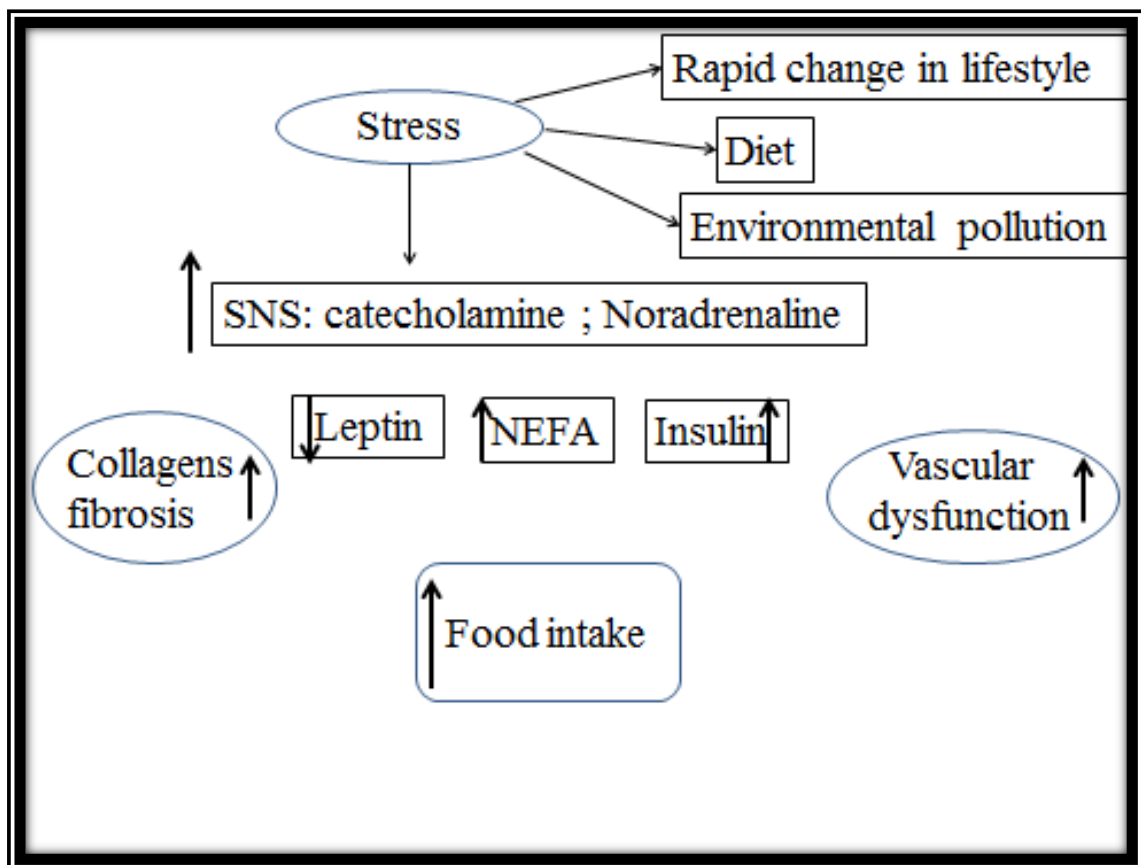 Rapid change in lifestyle
Stress
Diet
Environmental pollution
SNS: catecholamine ; Noradrenaline
Leptin
NEFA
Insulin
Collagens
fibrosis
Vascular
dysfunction
Food intake